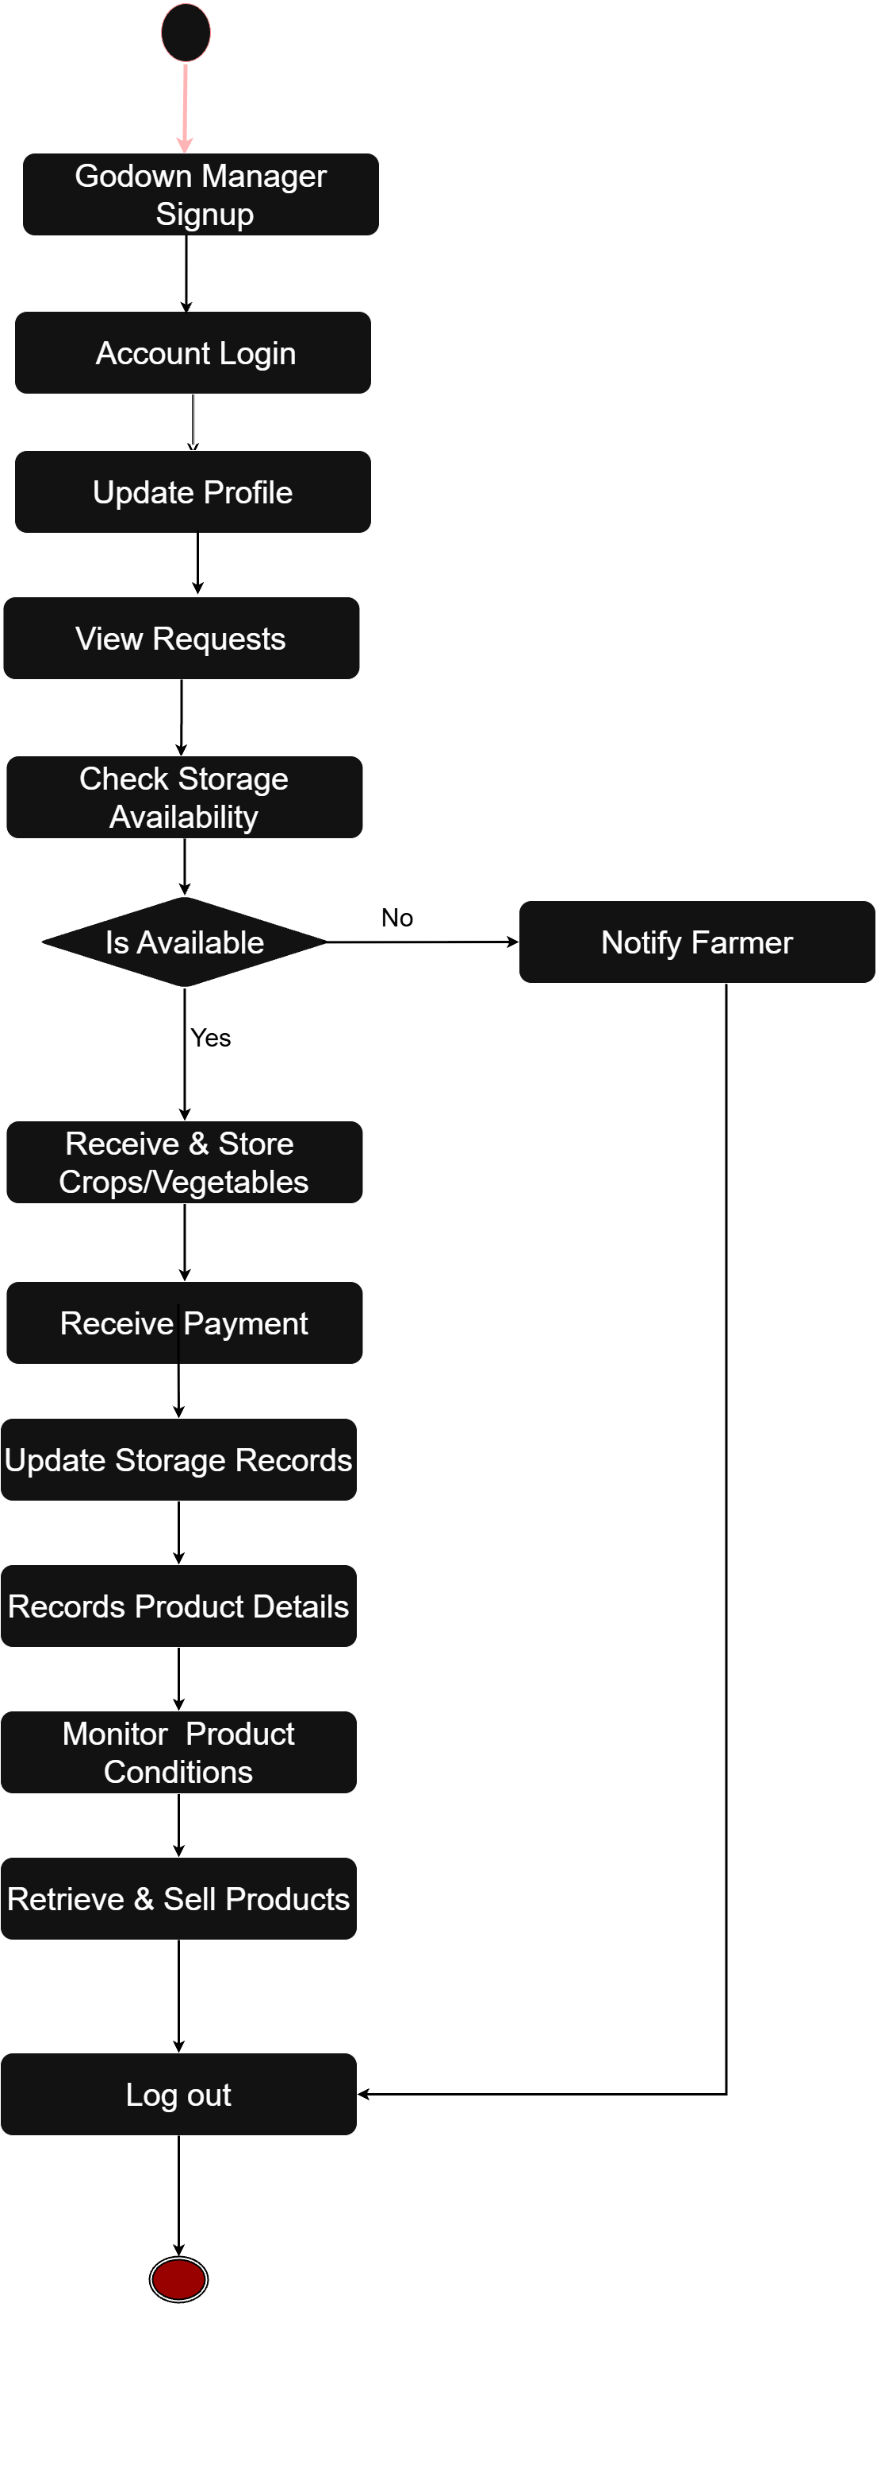 Godown Manager
Signup
Account Login
Update Profile
View Requests
Check Storage
Availability
Is Available
No
Notify Farmer
Yes
Receive & Store
Crops/Vegetables
Receive Payment
Update Storage Records
Records Product Details
Monitor  Product
Conditions
Retrieve & Sell Products
Log out